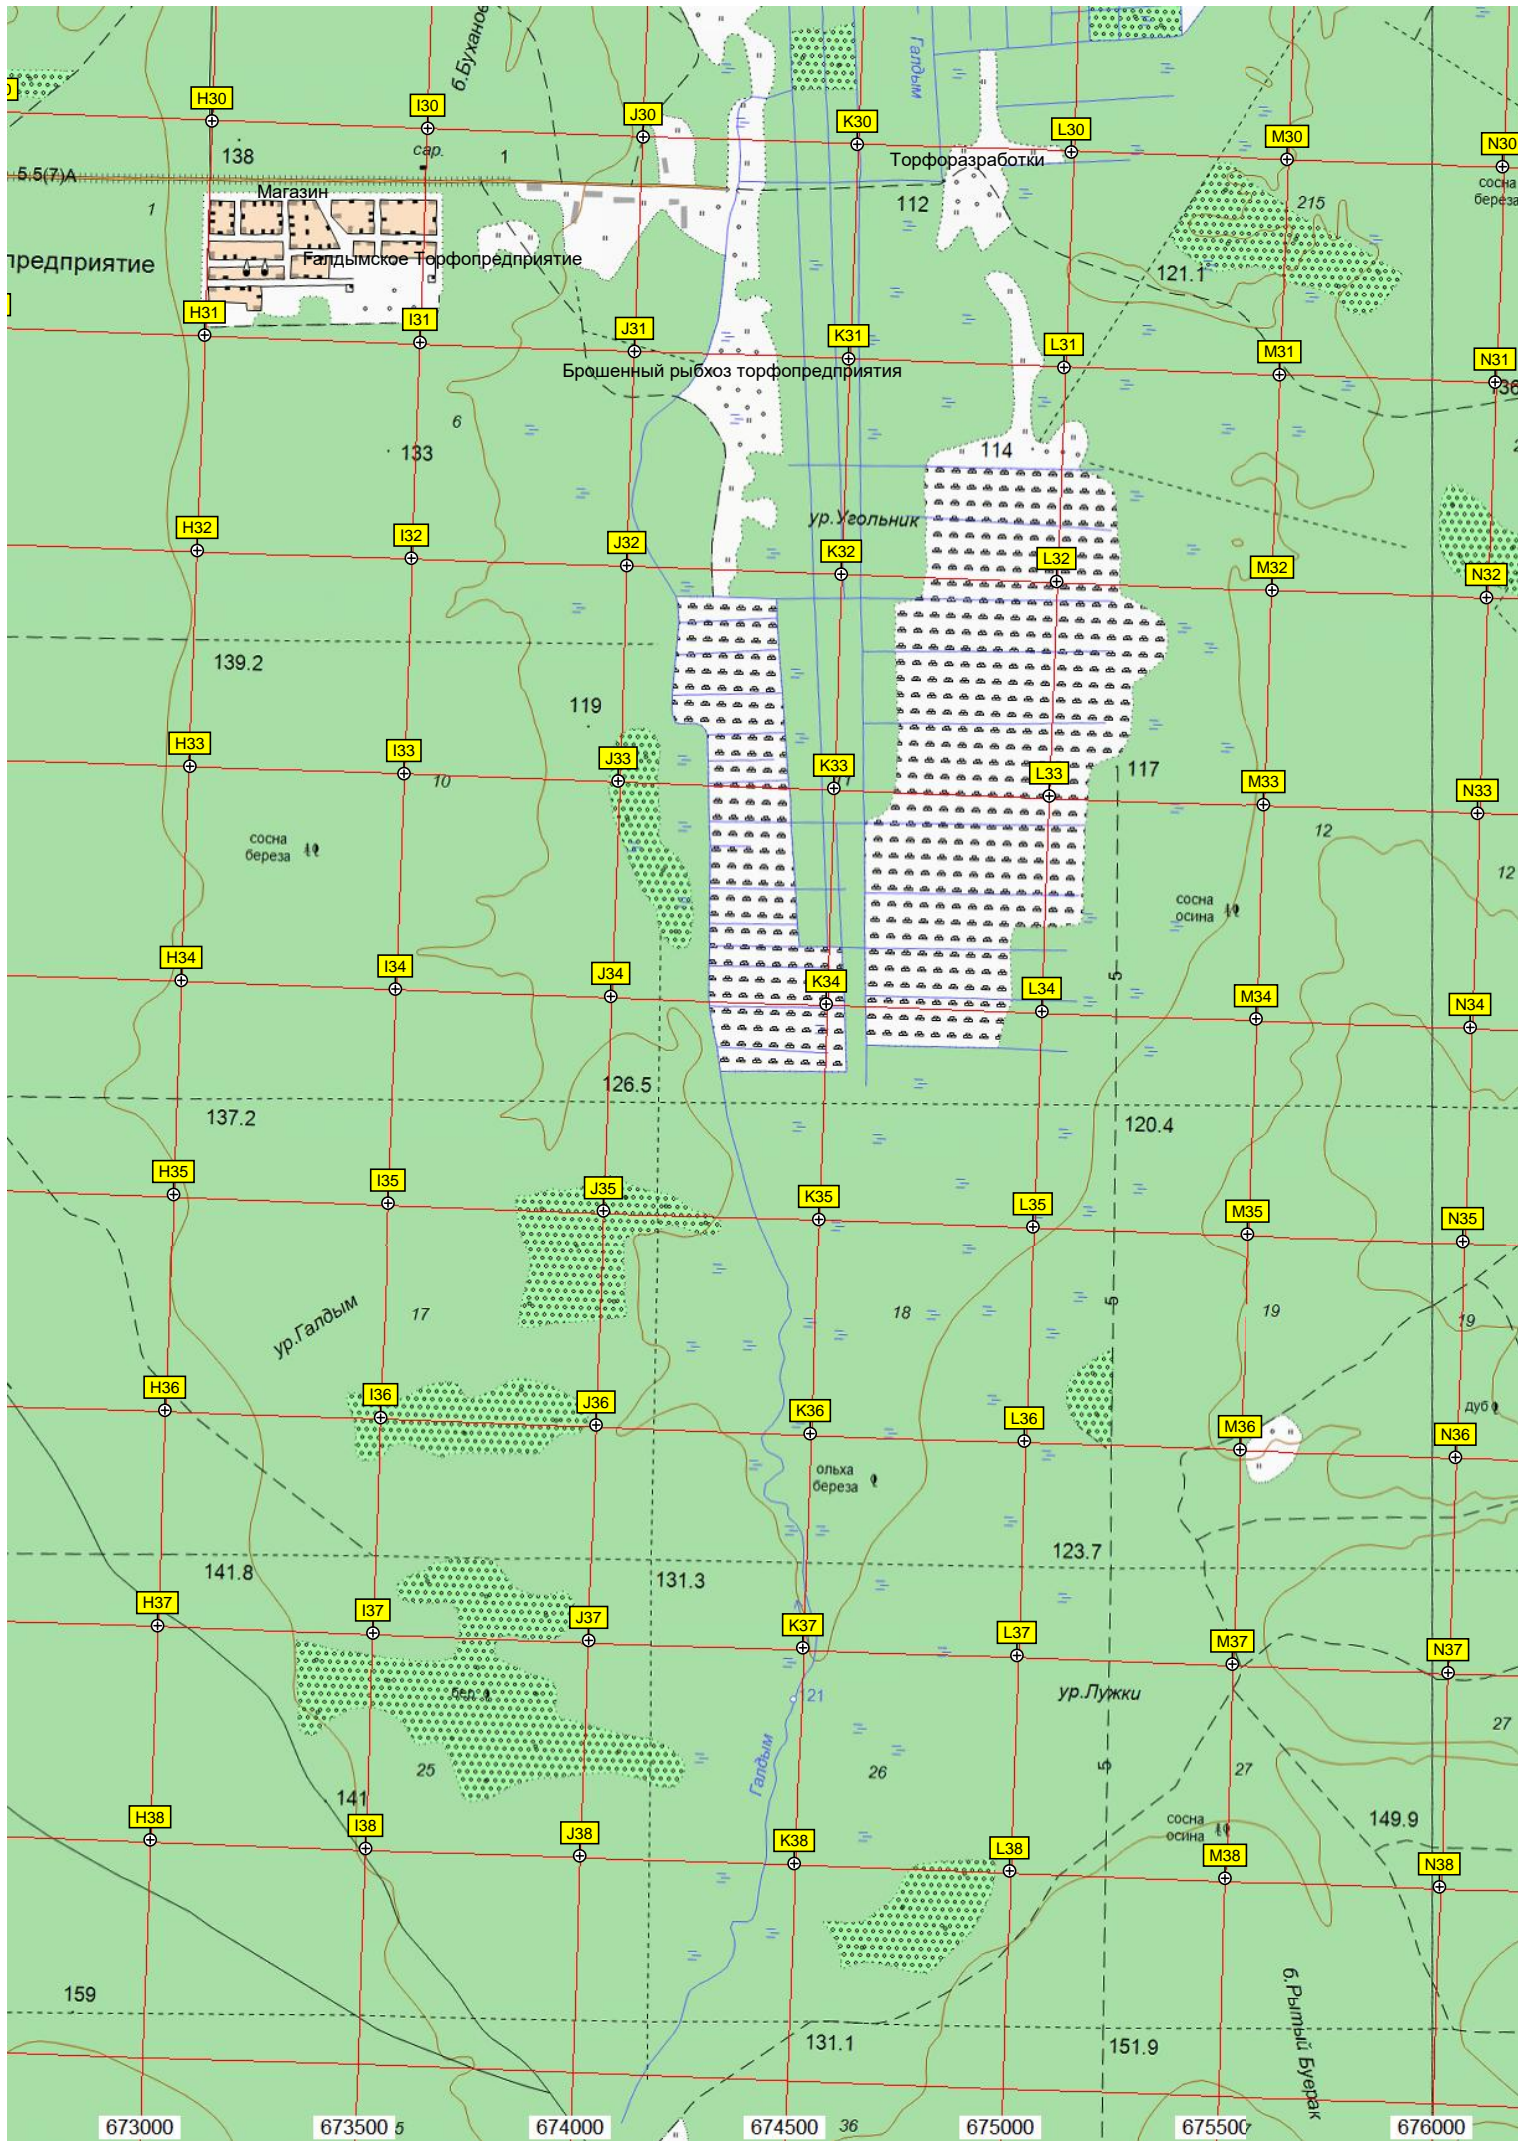 б.Буханов
Галдым
H30
I30
J30
K30
L30
M30
N30
138
сар.
1
Торфоразработки
сосна
береза
5.5(7)А
Магазин
1
112
215
предприятие
Галдымское Торфопредприятие
121.1
H31
I31
J31
K31
L31
M31
N31
Брошенный рыбхоз торфопредприятия
136
6
133
114
ур.Угольник
H32
I32
J32
K32
L32
M32
N32
139.2
119
H33
I33
J33
K33
L33
M33
N33
117
10
12
сосна
береза
12
сосна
осина
H34
I34
J34
K34
L34
M34
N34
5
126.5
137.2
120.4
H35
I35
J35
K35
L35
M35
N35
ур.Галдым
17
18
5
19
19
H36
I36
J36
K36
L36
M36
N36
дуб
ольха
береза
141.8
131.3
123.7
H37
I37
J37
K37
L37
M37
N37
бер.
121
ур.Лужки
27
Галдым
25
26
5
27
141
149.9
сосна
осина
H38
I38
J38
K38
L38
M38
N38
159
131.1
151.9
б.Рытый Буерак
673000
673500
5
674000
674500
36
675000
675500
676000